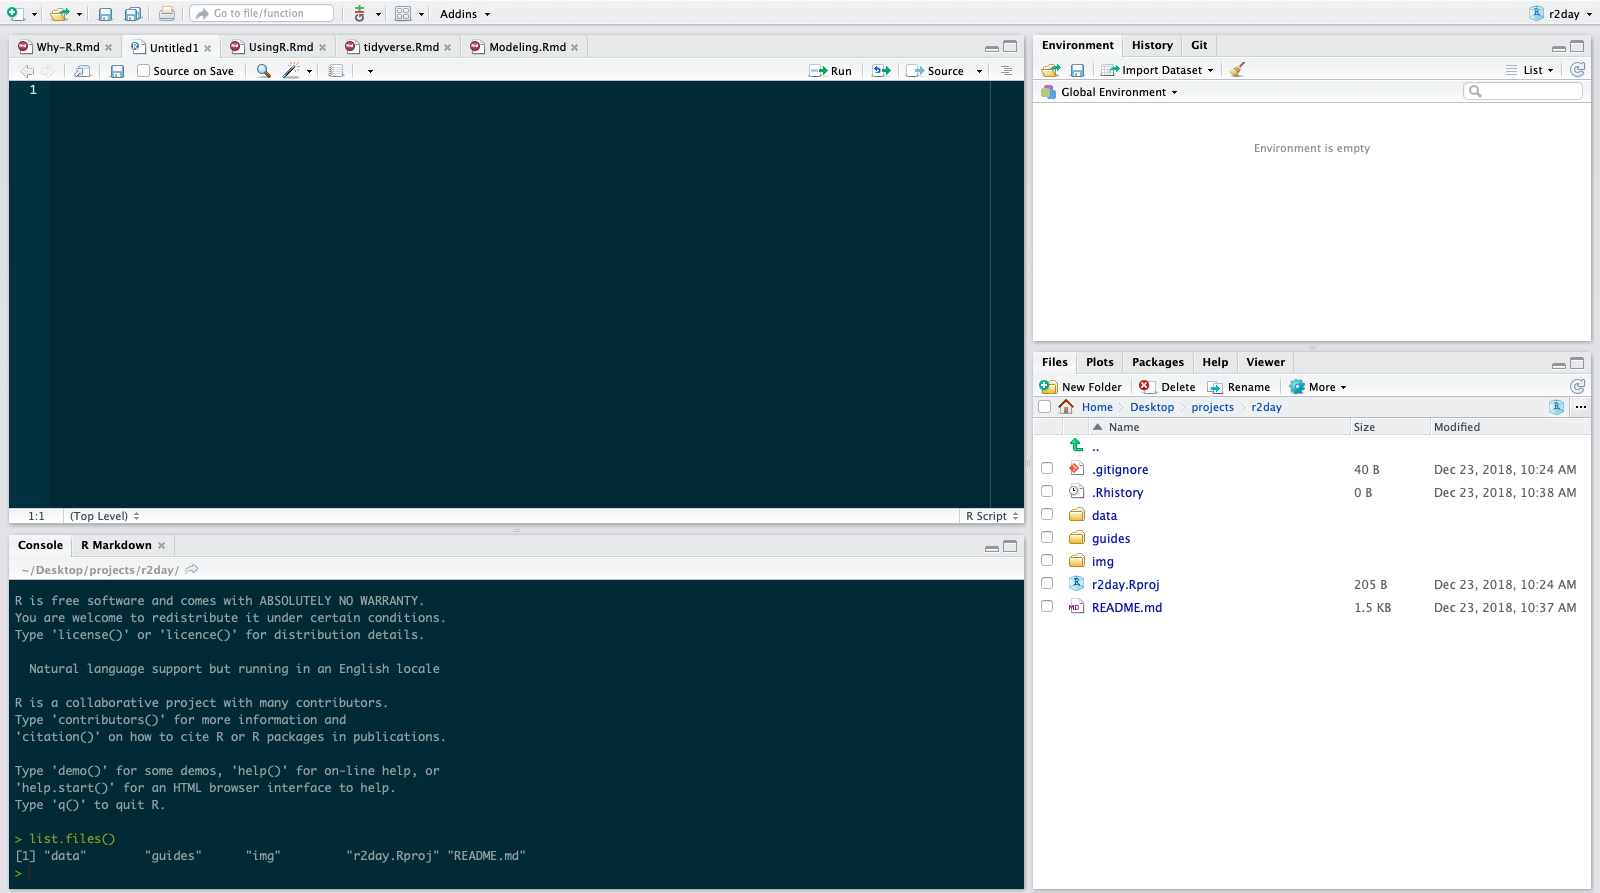 Go to file/function Addins r2day
Why-R.Rmd Untitled1 UsingR.Rmd tidyverse.Rmd Modeling.Rmd
Source on Save Run Source
1
1:1 (Top Level) R Script
Console R Markdown
~/Desktop/projects/r2day/
R is free software and comes with ABSOLUTELY NO WARRANTY.
You are welcome to redistribute it under certain conditions.
Type 'license()' or 'licence()' for distribution details.
Natural language support but running in an English locale
R is a collaborative project with many contributors.
Type 'contributors()' for more information and
'citation()' on how to cite R or R packages in publications.
Type 'demo()' for some demos, 'help()' for on-line help, or
'help.start()' for an HTML browser interface to help.
Type 'q()' to quit R.
> list.files()
[1] "data" "guides" "img" "r2day.Rproj" "README.md"
>
Environment History Git
Import Dataset List
Global Environment
Environment is empty
Files Plots Packages Help Viewer
New Folder Delete Rename More
Home Desktop projects r2day ...
Name Size Modified
..
.gitignore 40 B Dec 23, 2018, 10:24 AM
.Rhistory 0 B Dec 23, 2018, 10:38 AM
data
guides
img
r2day.Rproj 205 B Dec 23, 2018, 10:24 AM
README.md 1.5 KB Dec 23, 2018, 10:37 AM